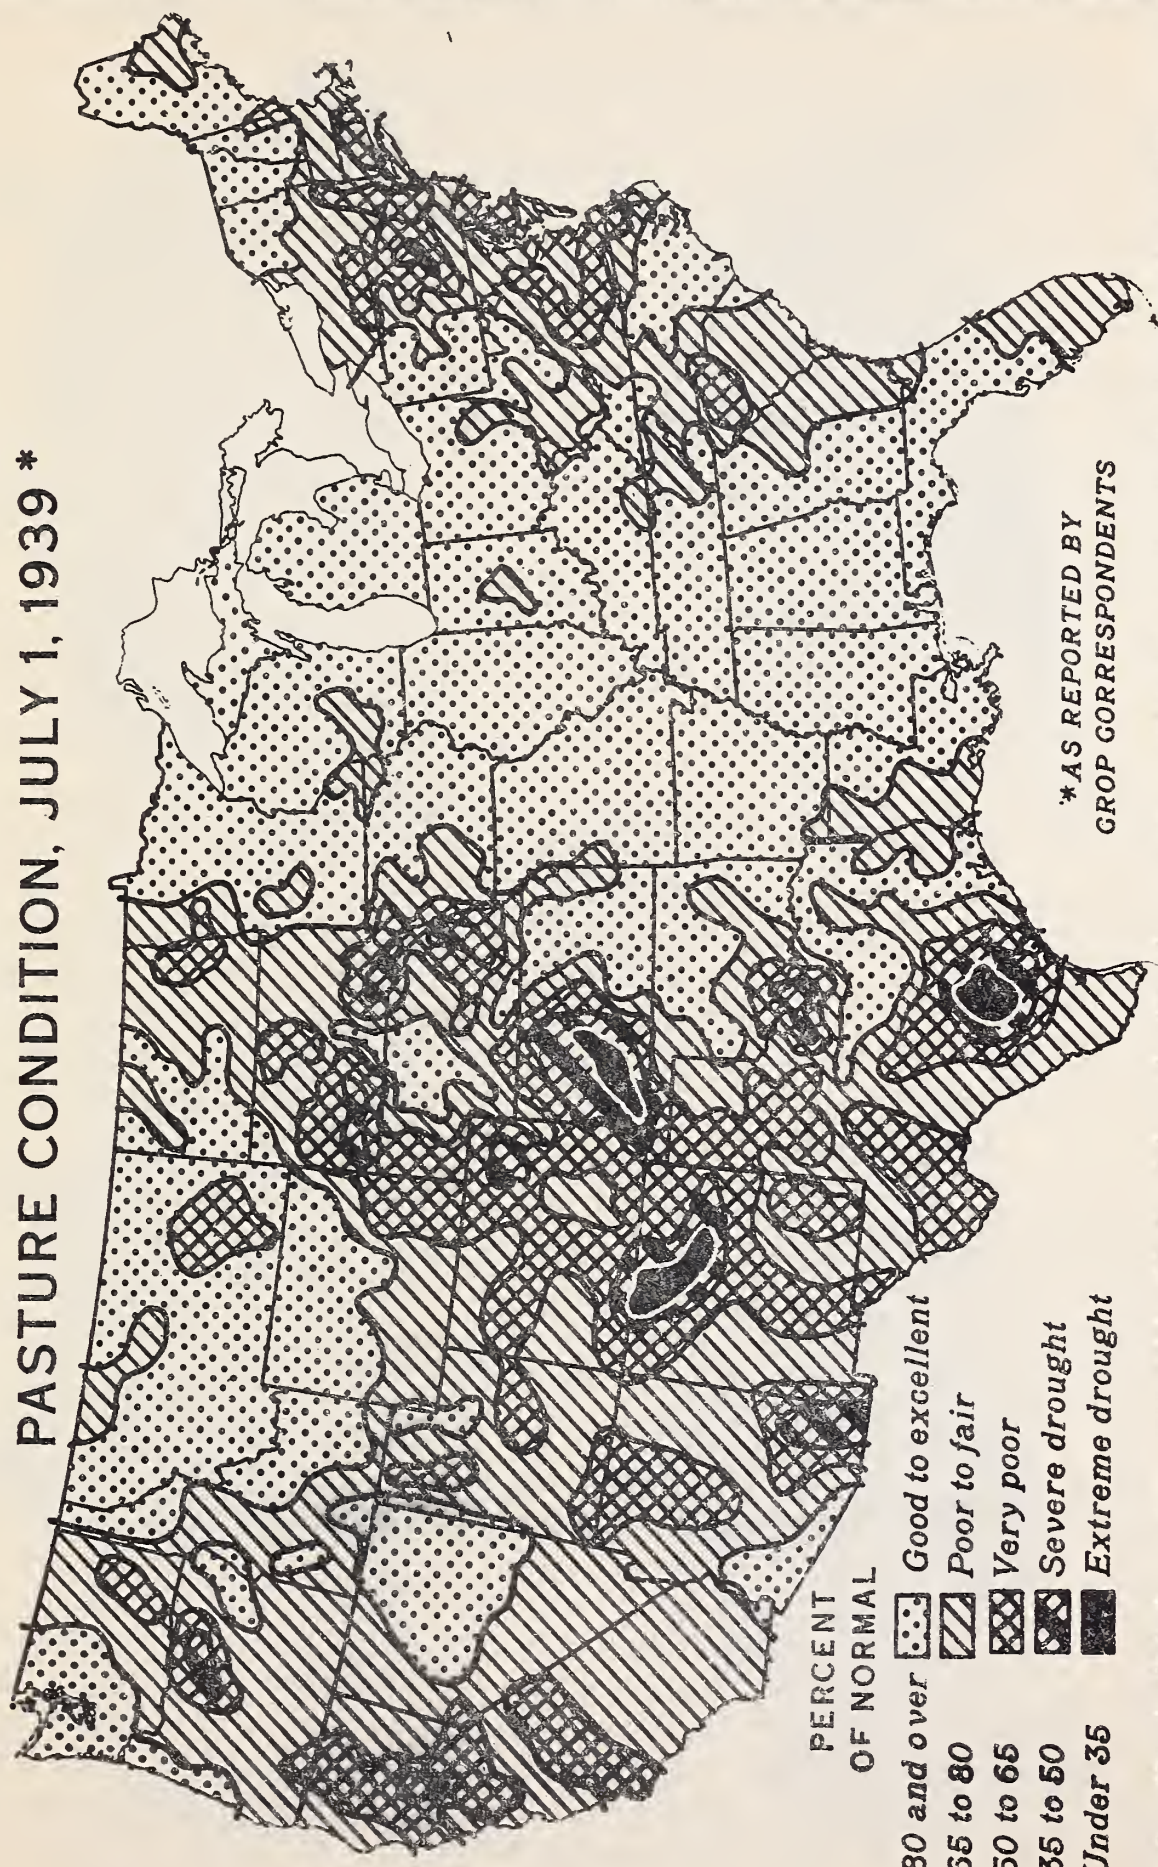 PASTURE CONDITION, JULY 1, 1939 *
PERCENT
OF NORMAL
80 and over Good to excellent
65 to 80 Poor to fair
50 to 65 Very poor
35 to 50 Severe drought
Under 35 Extreme drought
*AS REPORTED BY
GROP CORRESPONDENTS